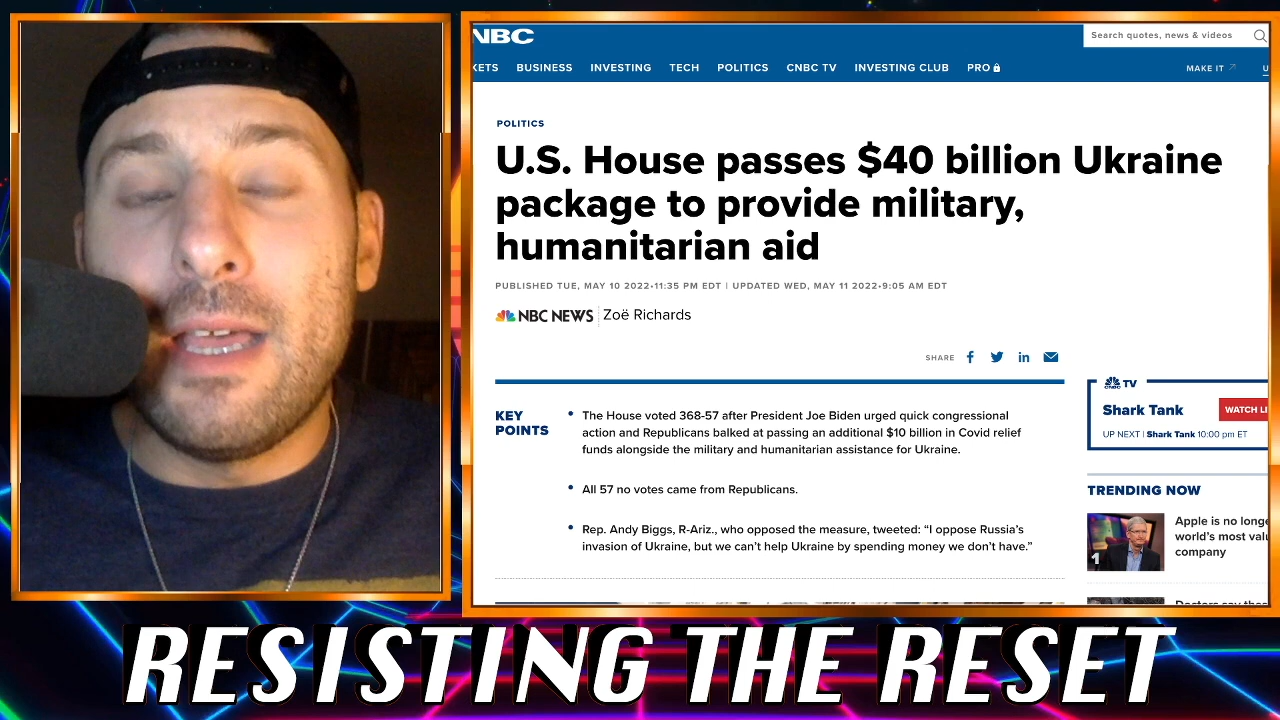 NBC
Search quotes, news & videos
KETS BUSINESS INVESTING TECH POLITICS CNBC TV INVESTING CLUB PRO MAKE IT U
POLITICS
U.S. House passes $40 billion Ukraine
package to provide military,
humanitarian aid
PUBLISHED TUE, MAY 10 2022•11:35 PM EDT | UPDATED WED, MAY 11 2022•9:05 AM EDT
NBC NEWS Zoë Richards
SHARE
KEY
POINTS
• The House voted 368-57 after President Joe Biden urged quick congressional
action and Republicans balked at passing an additional $10 billion in Covid relief
funds alongside the military and humanitarian assistance for Ukraine.
• All 57 no votes came from Republicans.
• Rep. Andy Biggs, R-Ariz., who opposed the measure, tweeted: “I oppose Russia’s
invasion of Ukraine, but we can’t help Ukraine by spending money we don’t have.”
CNBC TV
Shark Tank WATCH LI
UP NEXT | Shark Tank 10:00 pm ET
TRENDING NOW
1
Apple is no longe
world’s most valu
company
RESISTING THE RESET